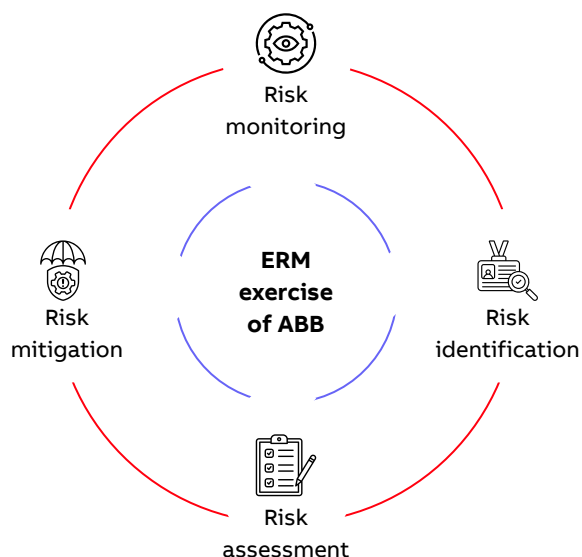 Risk
monitoring
ERM
exercise
of ABB
Risk
mitigation
Risk
identification
Risk
assessment